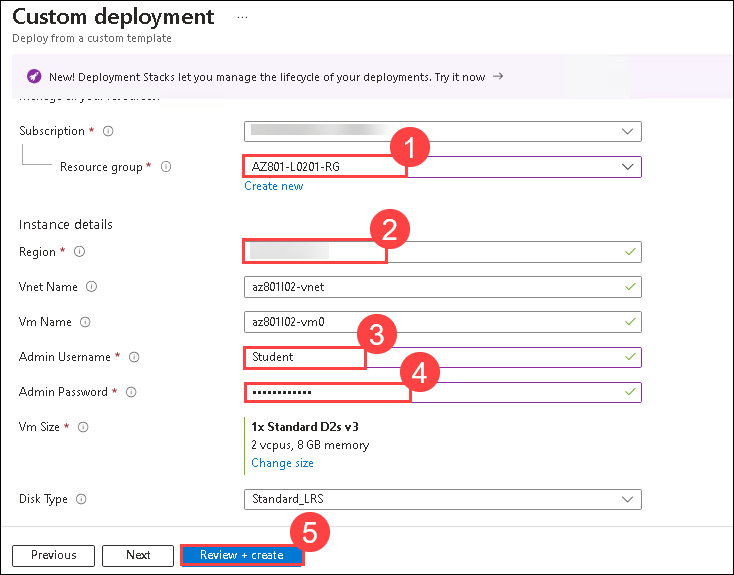 Custom deployment ...
Deploy from a custom template
New! Deployment Stacks let you manage the lifecycle of your deployments. Try it now →
Subscription *
1
Resource group * AZ801-L0201-RG
Create new
Instance details
2
Region *
Vnet Name az801l02-vnet
Vm Name az801l02-vm0
3
Admin Username * Student
4
Admin Password * ••••••••••••
Vm Size * 1x Standard D2s v3
2 vcpus, 8 GB memory
Change size
Disk Type Standard_LRS
5
Previous Next Review + create